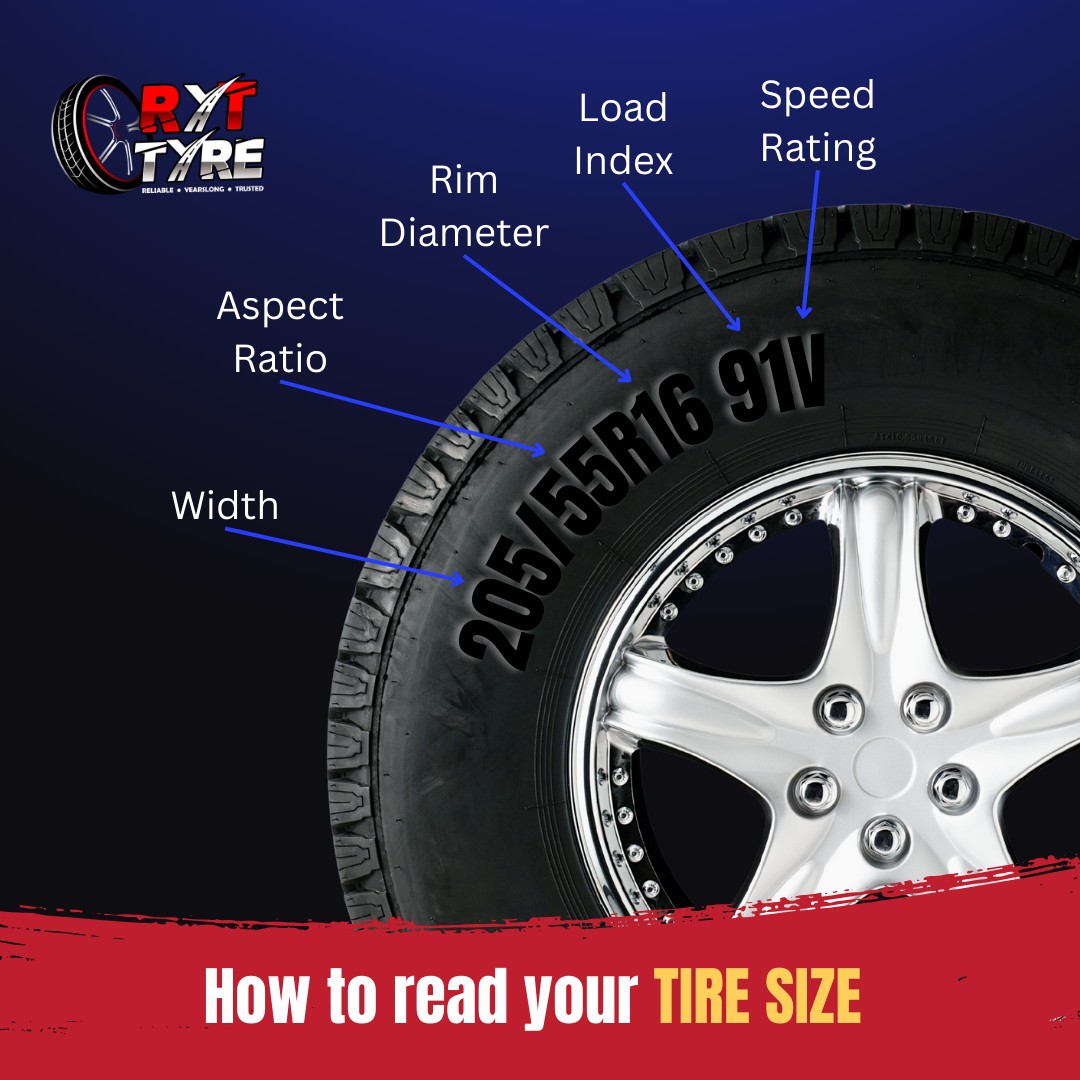 RYT
TYRE
RELIABLE • YEARSLONG • TRUSTED
Load
Index
Speed
Rating
Rim
Diameter
Aspect
Ratio
Width
205/55R16 91V
How to read your TIRE SIZE